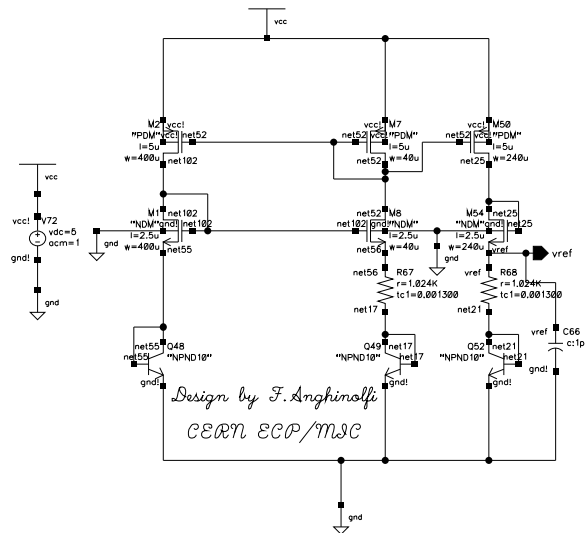 vcc
M2 vcc!
"PDM" net52
l=5u
w=400u
net102
M7
vcc!
net52 "PDM"
l=5u
net52 w=40u
M50
vcc!
net52 "PDM"
l=5u
net25 w=240u
vcc
vcc! V72
vdc=5
acm=1
gnd!
gnd
gnd
M1 net102
"NDM" gnd! net102
l=2.5u
w=400u net55
net52 M8
net102 gnd! "NDM"
l=2.5u
net56 w=40u
gnd
M54 net25
"NDM" gnd! net25
l=2.5u
w=240u vref
vref
net56 R67
r=1.024K
tc1=0.001300
net17
vref R68
r=1.024K
tc1=0.001300
net21
vref C66
c:1p
gnd!
net55 Q48
net55 "NPND10"
gnd!
Q49 net17
"NPND10" net17
gnd!
Q52 net21
"NPND10" net21
gnd!
Design by F.Anghinolfi
CERN ECP/MIC
gnd